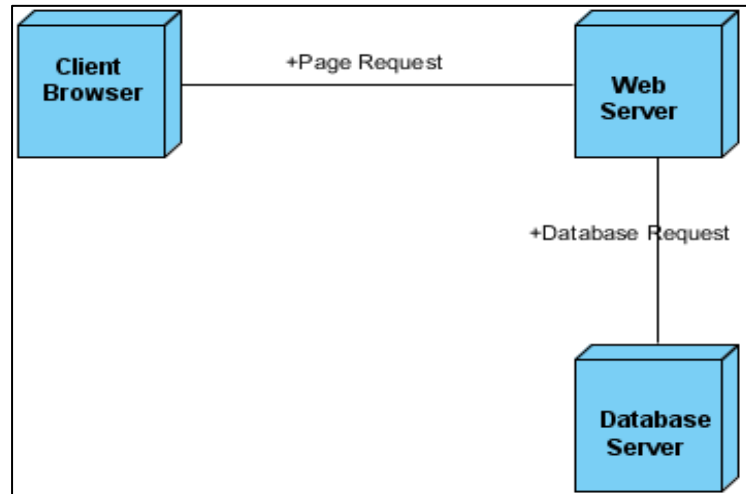 Client
Browser
+Page Request
Web
Server
+Database Request
Database
Server